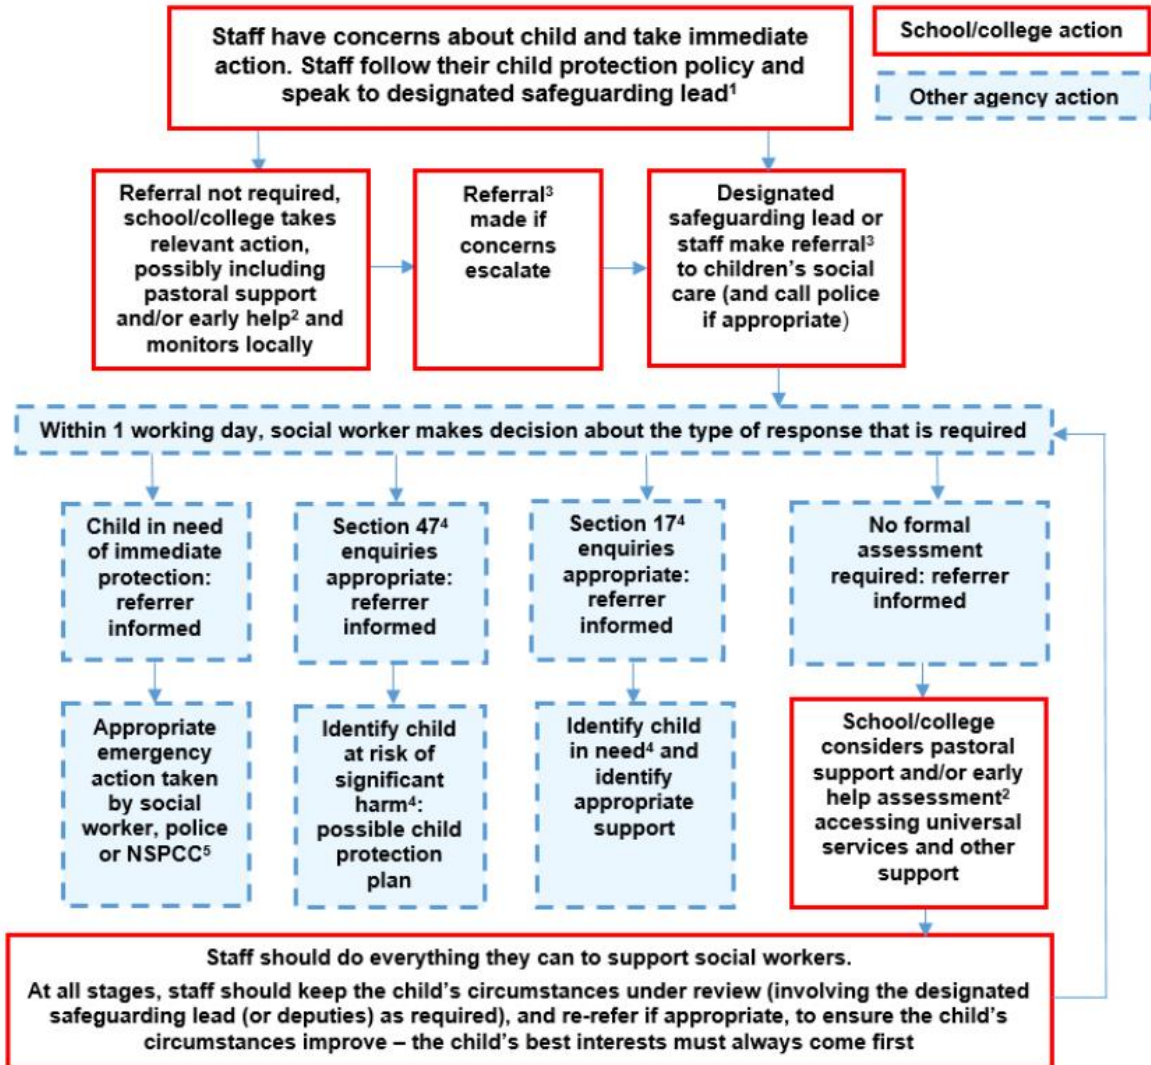 Staff have concerns about child and take immediate
action. Staff follow their child protection policy and
speak to designated safeguarding lead¹
School/college action
Other agency action
Referral not required,
school/college takes
relevant action,
possibly including
pastoral support
and/or early help² and
monitors locally
Referral³
made if
concerns
escalate
Designated
safeguarding lead or
staff make referral³
to children’s social
care (and call police
if appropriate)
Within 1 working day, social worker makes decision about the type of response that is required
Child in need
of immediate
protection:
referrer
informed
Section 47⁴
enquiries
appropriate:
referrer
informed
Section 17⁴
enquiries
appropriate:
referrer
informed
No formal
assessment
required: referrer
informed
Appropriate
emergency
action taken
by social
worker, police
or NSPCC⁵
Identify child
at risk of
significant
harm⁴:
possible child
protection
plan
Identify child
in need⁴ and
identify
appropriate
support
School/college
considers pastoral
support and/or early
help assessment²
accessing universal
services and other
support
Staff should do everything they can to support social workers.
At all stages, staff should keep the child’s circumstances under review (involving the designated
safeguarding lead (or deputies) as required), and re-refer if appropriate, to ensure the child’s
circumstances improve – the child’s best interests must always come first